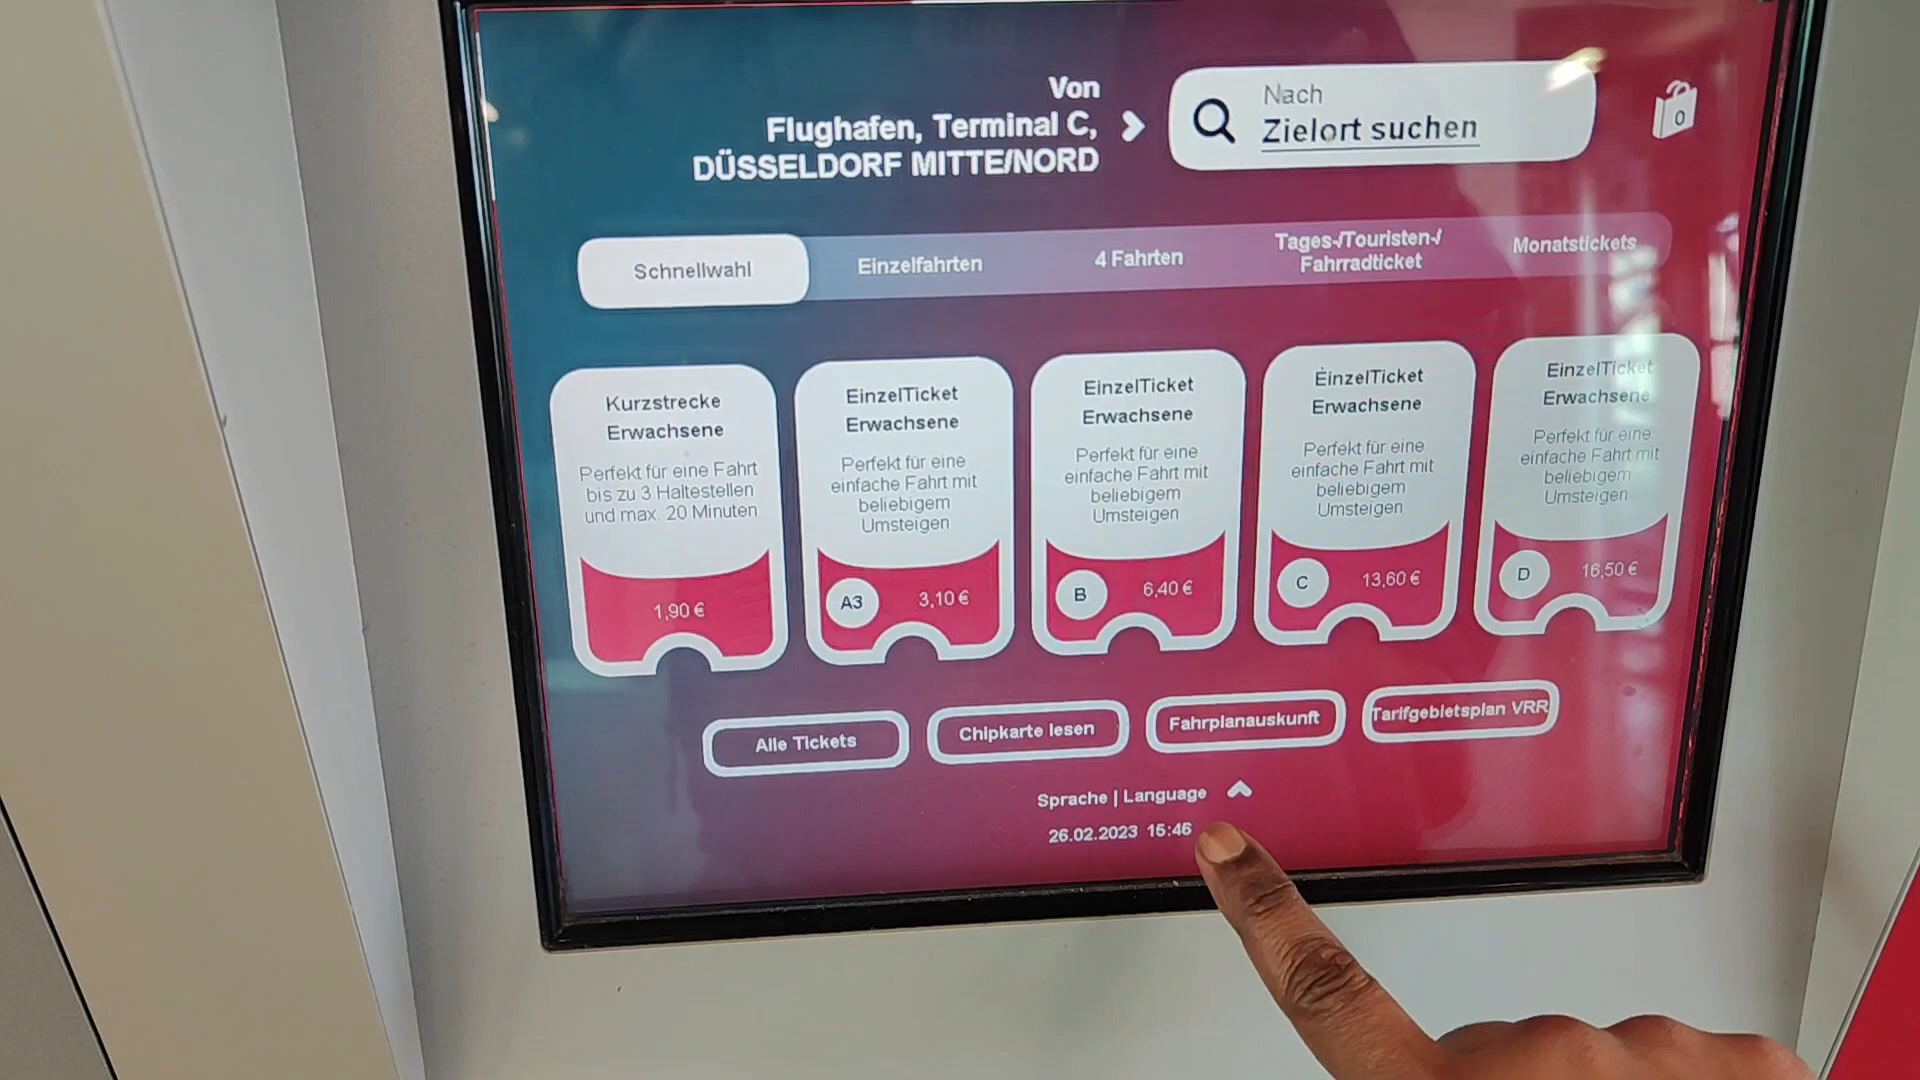 Von
Flughafen, Terminal C,
DÜSSELDORF MITTE/NORD
Nach
Zielort suchen
0
Schnellwahl
Einzelfahrten
4 Fahrten
Tages-/Touristen-/
Fahrradticket
Monatstickets
Kurzstrecke
Erwachsene
Perfekt für eine Fahrt
bis zu 3 Haltestellen
und max. 20 Minuten
1,90 €
EinzelTicket
Erwachsene
Perfekt für eine
einfache Fahrt mit
beliebigem
Umsteigen
A3
3,10 €
EinzelTicket
Erwachsene
Perfekt für eine
einfache Fahrt mit
beliebigem
Umsteigen
B
6,40 €
EinzelTicket
Erwachsene
Perfekt für eine
einfache Fahrt mit
beliebigem
Umsteigen
C
13,60 €
EinzelTicket
Erwachsene
Perfekt für eine
einfache Fahrt mit
beliebigem
Umsteigen
D
16,50 €
Alle Tickets
Chipkarte lesen
Fahrplanauskunft
Tarifgebietsplan VRR
Sprache | Language
26.02.2023 15:46